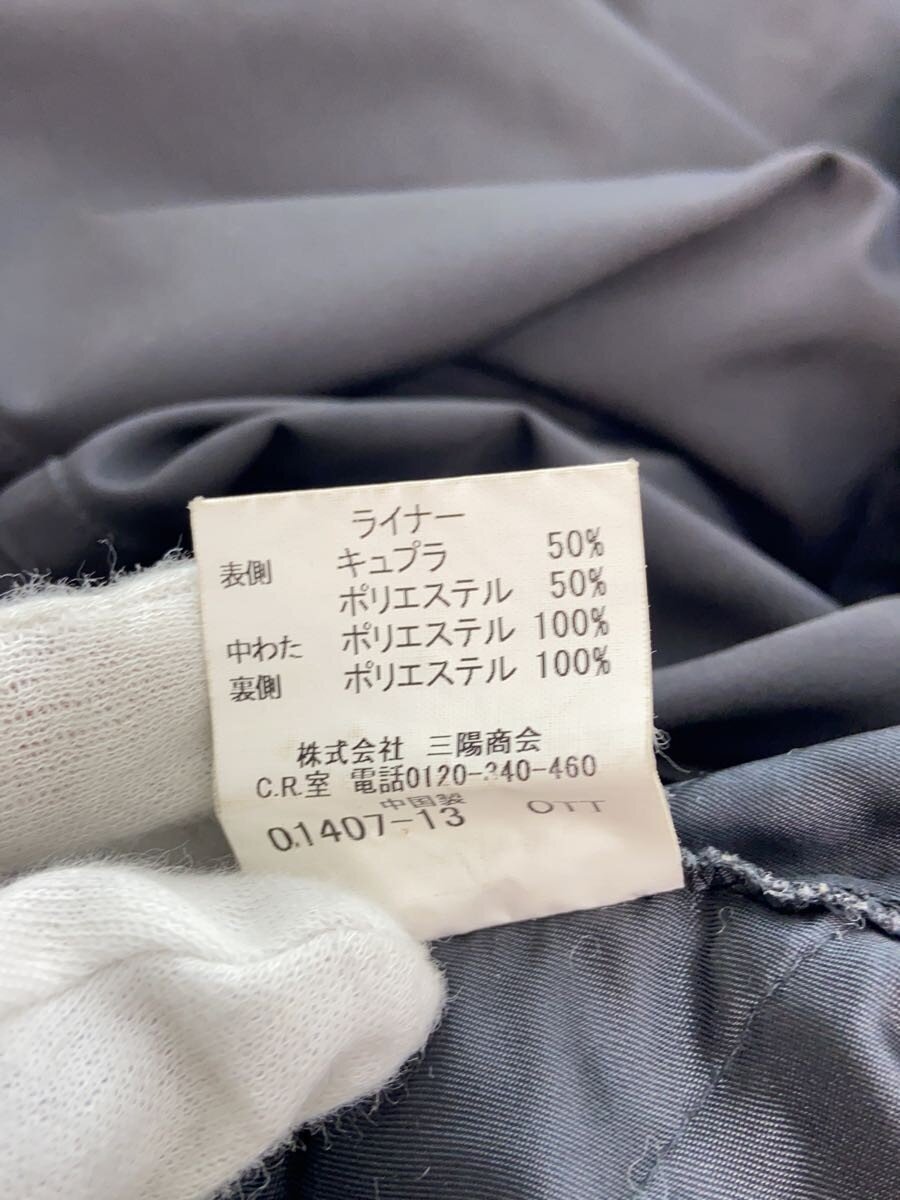 ライナー
表側 キュプラ 50%
ポリエステル 50%
中わた ポリエステル 100%
裏側 ポリエステル 100%
株式会社 三陽商会
C.R.室 電話0120-340-460
中国製
01407-13 OTT